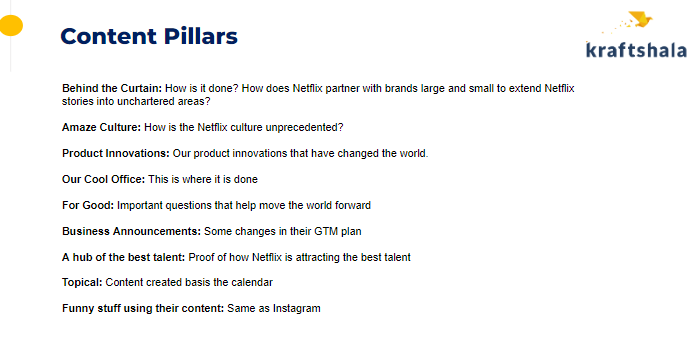 Content Pillars
kraftshala
Behind the Curtain: How is it done? How does Netflix partner with brands large and small to extend Netflix
stories into unchartered areas?
Amaze Culture: How is the Netflix culture unprecedented?
Product Innovations: Our product innovations that have changed the world.
Our Cool Office: This is where it is done
For Good: Important questions that help move the world forward
Business Announcements: Some changes in their GTM plan
A hub of the best talent: Proof of how Netflix is attracting the best talent
Topical: Content created basis the calendar
Funny stuff using their content: Same as Instagram